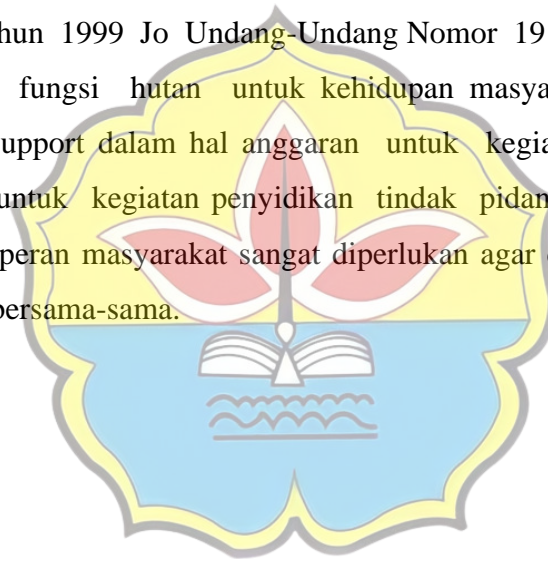 hun 1999 Jo Undang-Undang Nomor 19
fungsi hutan untuk kehidupan masya
upport dalam hal anggaran untuk kegia
untuk kegiatan penyidikan tindak pidan
peran masyarakat sangat diperlukan agar
bersama-sama.